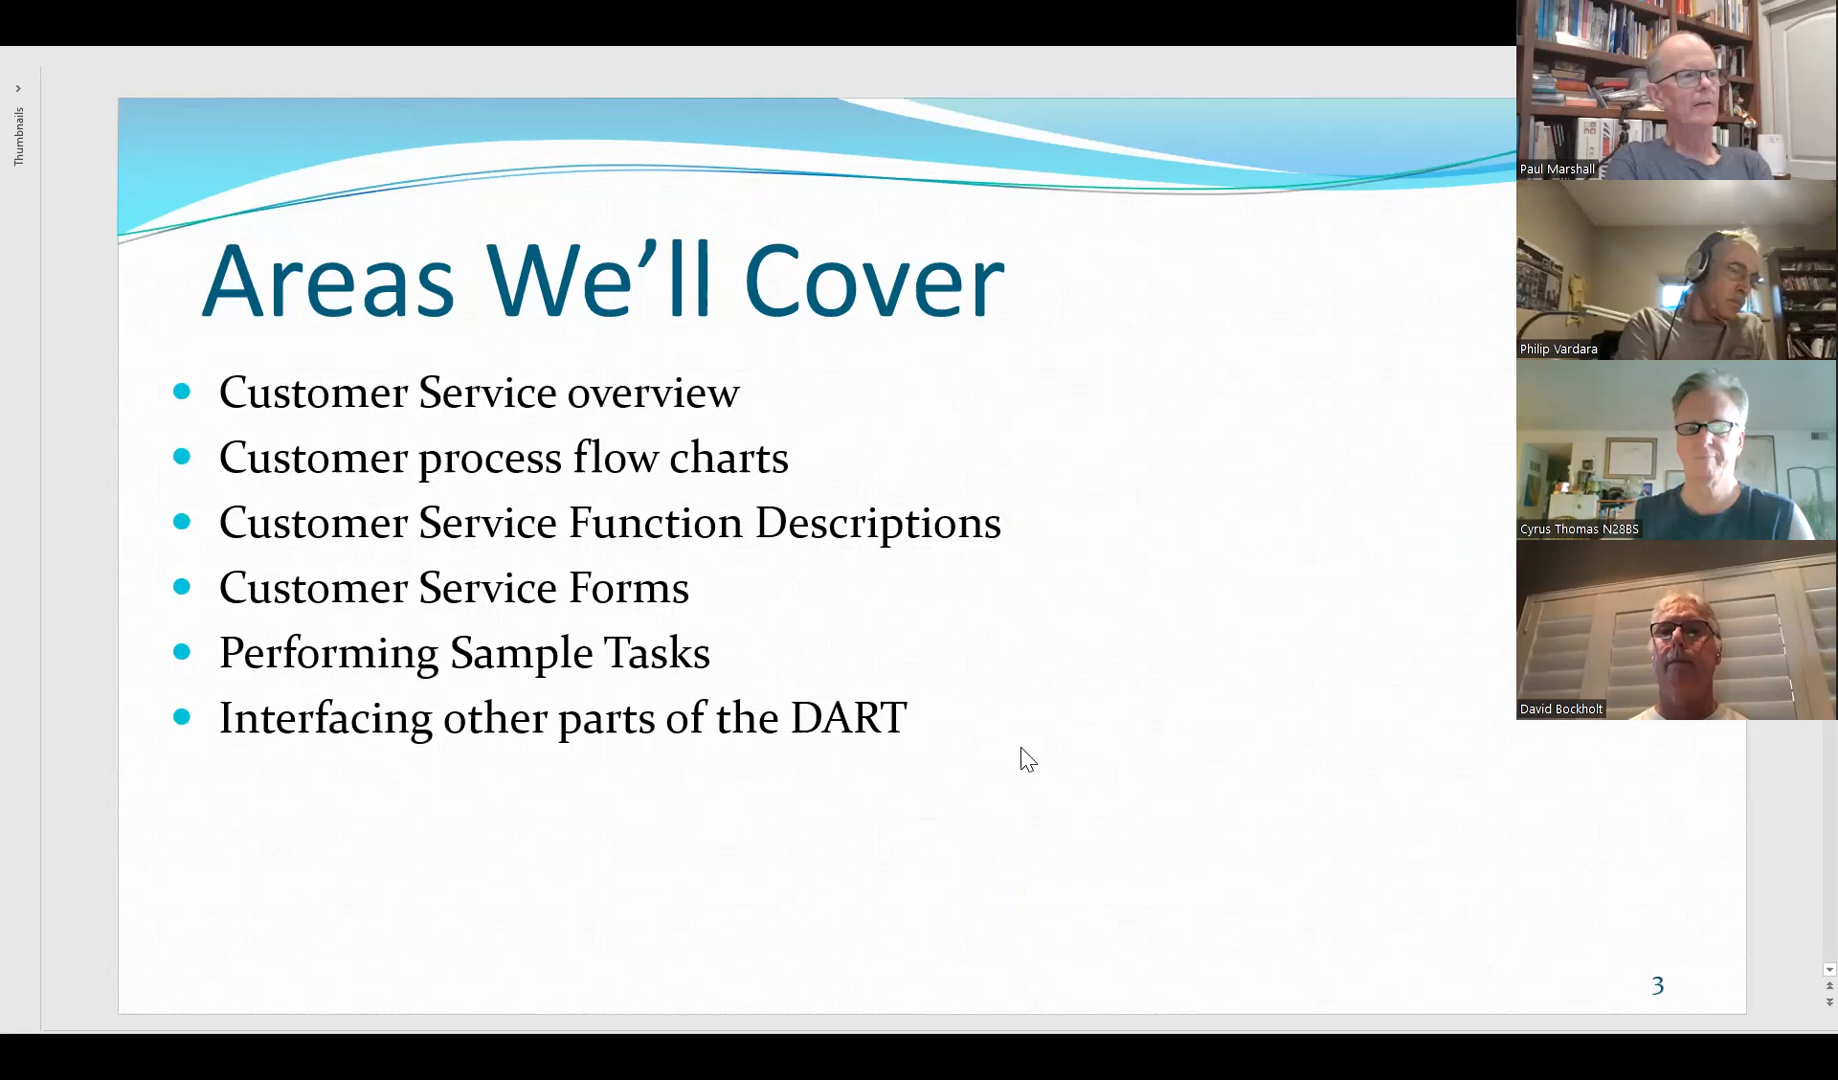 Thumbnails
Areas We’ll Cover
Customer Service overview
Customer process flow charts
Customer Service Function Descriptions
Customer Service Forms
Performing Sample Tasks
Interfacing other parts of the DART
3
Paul Marshall
Philip Vardara
Cyrus Thomas N28BS
David Bockholt